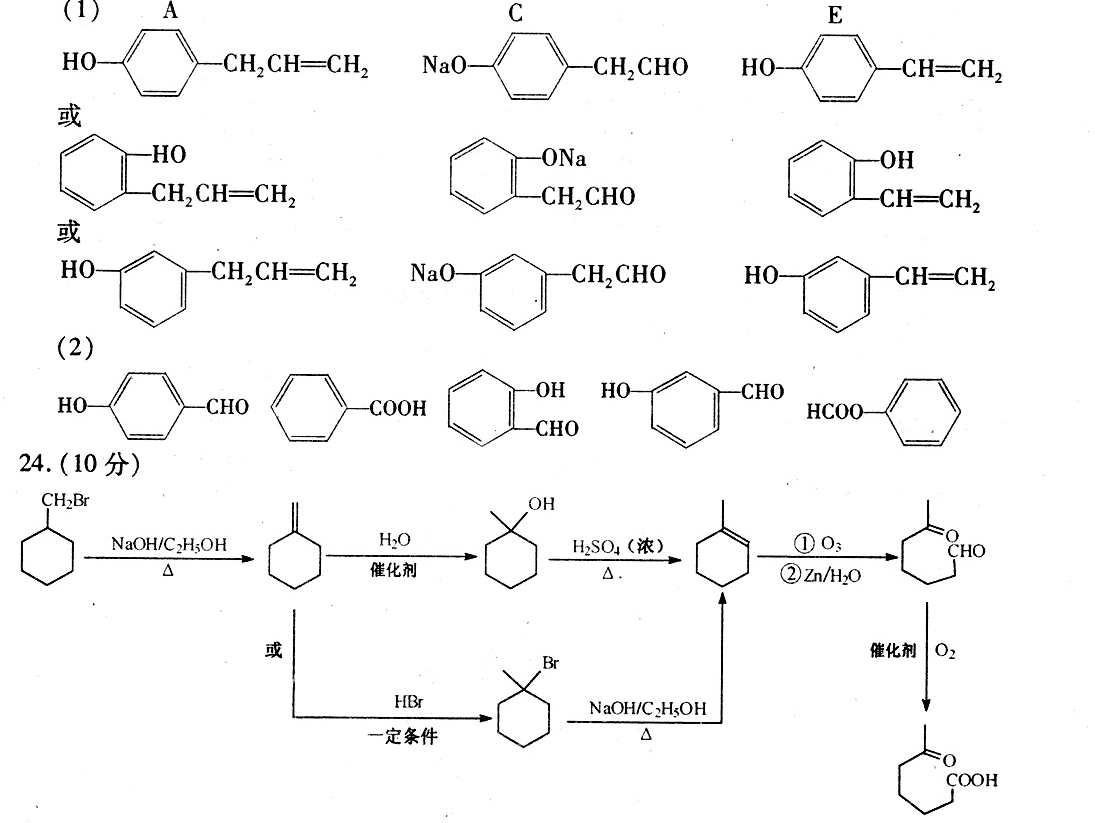 (1) A C E
HO—CH₂CH=CH₂ NaO—CH₂CHO HO—CH=CH₂
或
HO ONa OH
CH₂CH=CH₂ CH₂CHO CH=CH₂
或
HO—CH₂CH=CH₂ NaO—CH₂CHO HO—CH=CH₂
(2)
HO—CHO —COOH —OH HO—CHO HCOO—
CHO
24.(10分)
CH₂Br OH
NaOH/C₂H₅OH H₂O H₂SO₄(浓) ① O₃ O CHO
Δ 催化剂 Δ. ②Zn/H₂O
或 Br 催化剂 O₂
HBr NaOH/C₂H₅OH
一定条件 Δ
O
COOH